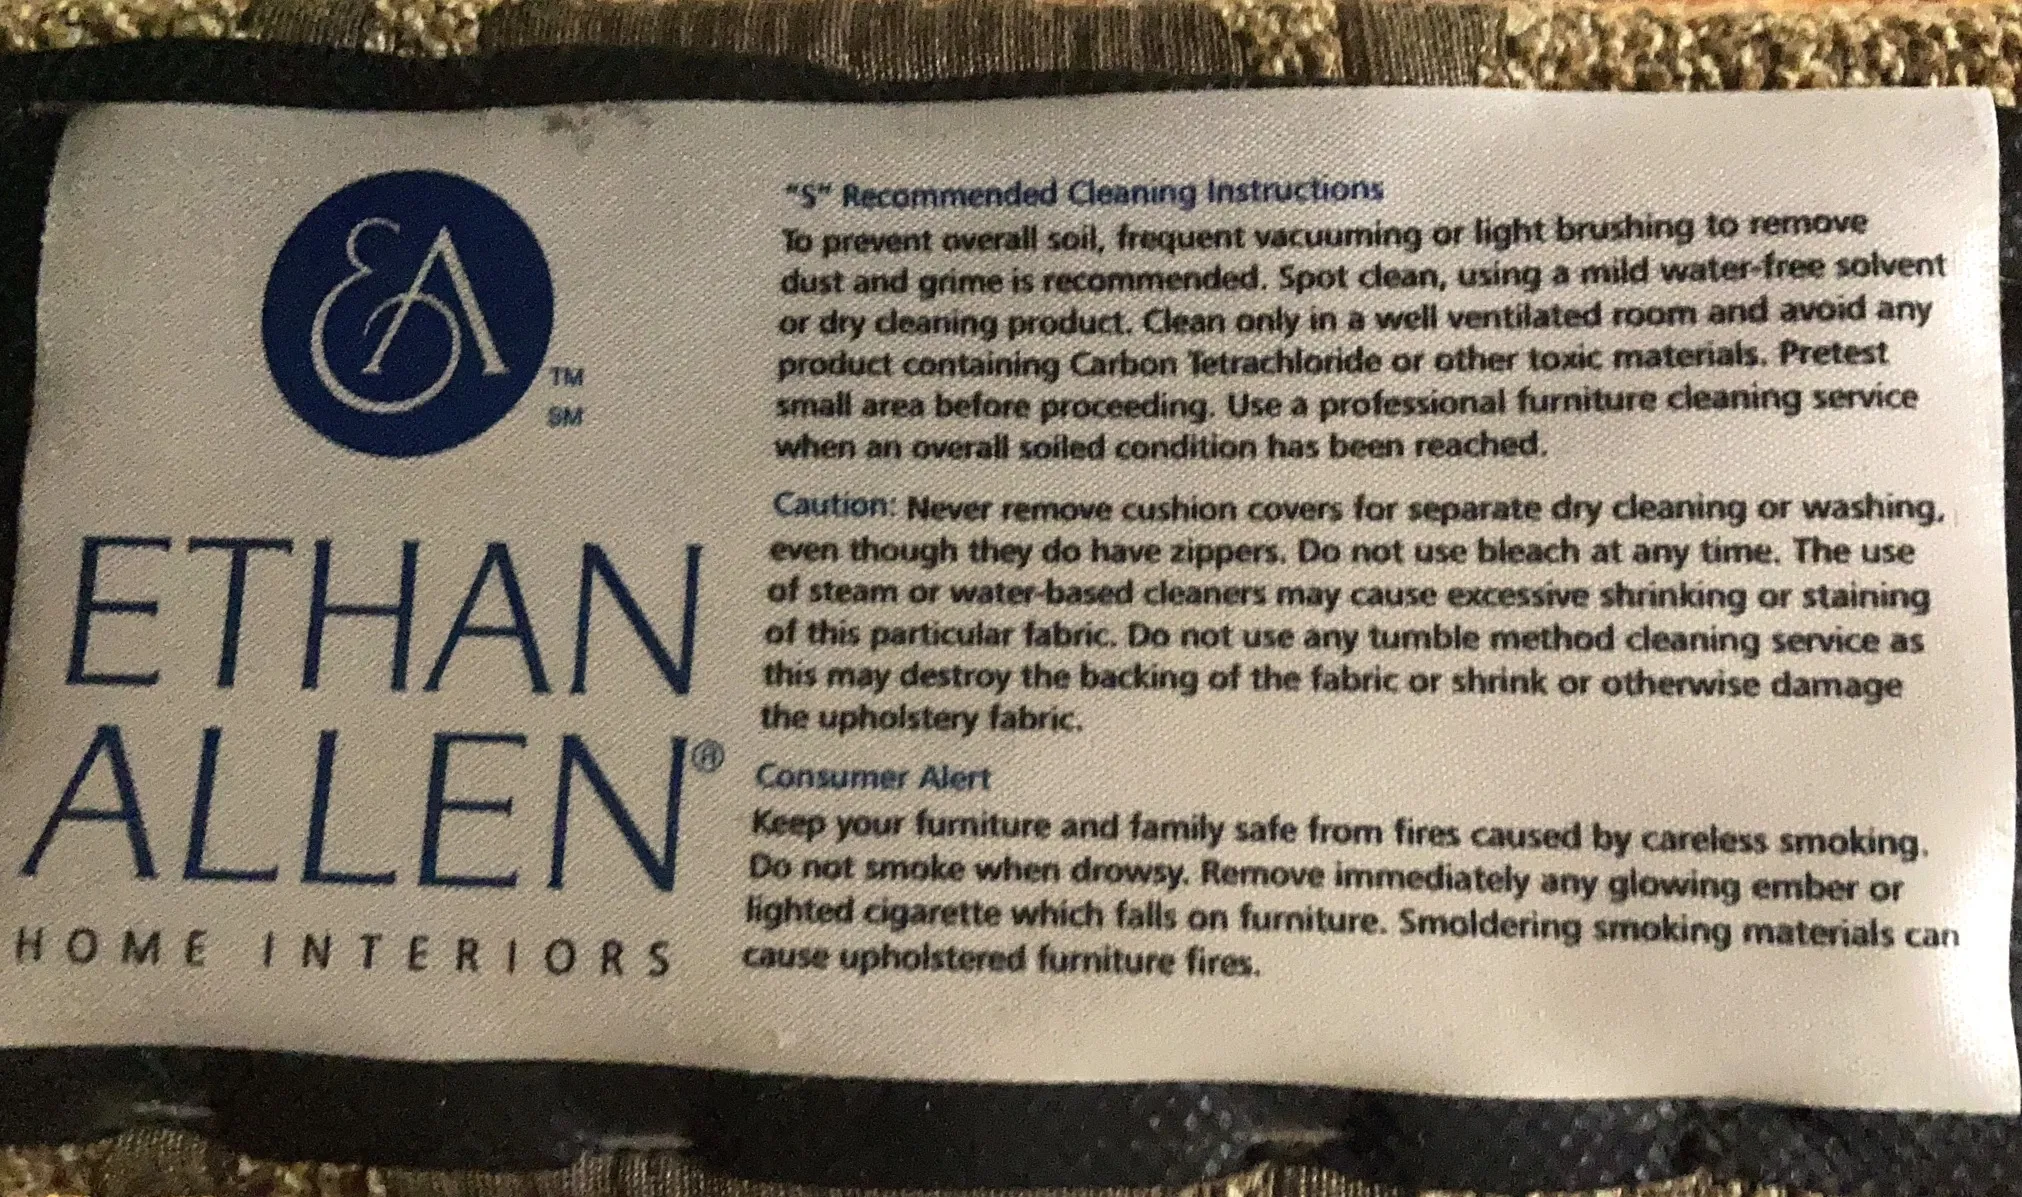 EA
TM
SM
ETHAN
ALLEN®
HOME INTERIORS
"S" Recommended Cleaning Instructions
To prevent overall soil, frequent vacuuming or light brushing to remove
dust and grime is recommended. Spot clean, using a mild water-free solvent
or dry cleaning product. Clean only in a well ventilated room and avoid any
product containing Carbon Tetrachloride or other toxic materials. Pretest
small area before proceeding. Use a professional furniture cleaning service
when an overall soiled condition has been reached.
Caution: Never remove cushion covers for separate dry cleaning or washing,
even though they do have zippers. Do not use bleach at any time. The use
of steam or water-based cleaners may cause excessive shrinking or staining
of this particular fabric. Do not use any tumble method cleaning service as
this may destroy the backing of the fabric or shrink or otherwise damage
the upholstery fabric.
Consumer Alert
Keep your furniture and family safe from fires caused by careless smoking.
Do not smoke when drowsy. Remove immediately any glowing ember or
lighted cigarette which falls on furniture. Smoldering smoking materials can
cause upholstered furniture fires.